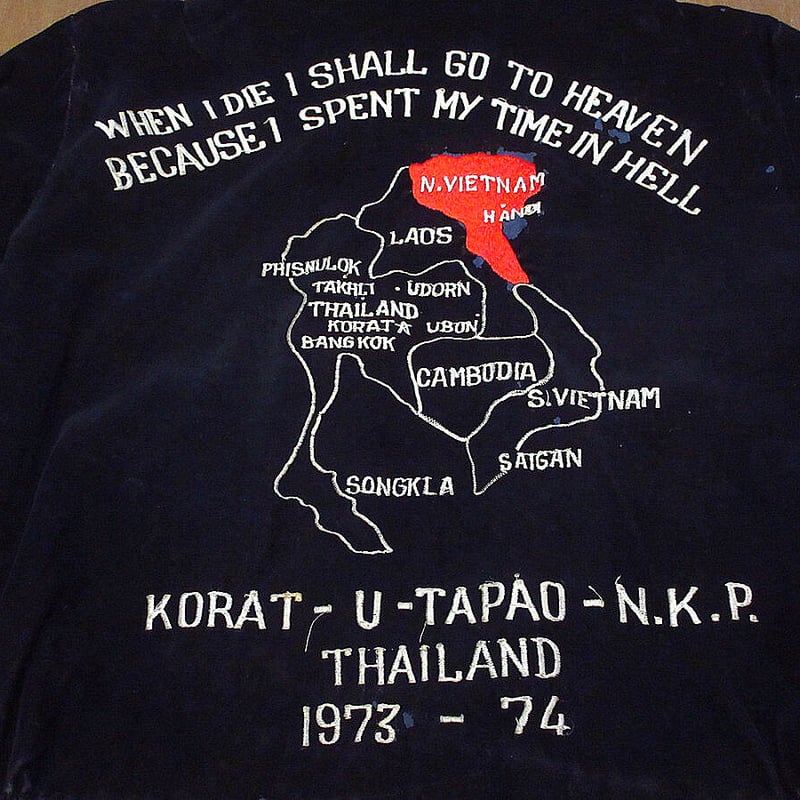 WHEN I DIE I SHALL GO TO HEAVEN
BECAUSE I SPENT MY TIME IN HELL
N.VIETNAM
HANOI
LAOS
PHISNULOK
TAKHLI · UDORN
THAILAND
KORATA UBON
BANGKOK
CAMBODIA
S.VIETNAM
SAIGAN
SONGKLA
KORAT - U -TAPAO - N.K.P.
THAILAND
1973 - 74